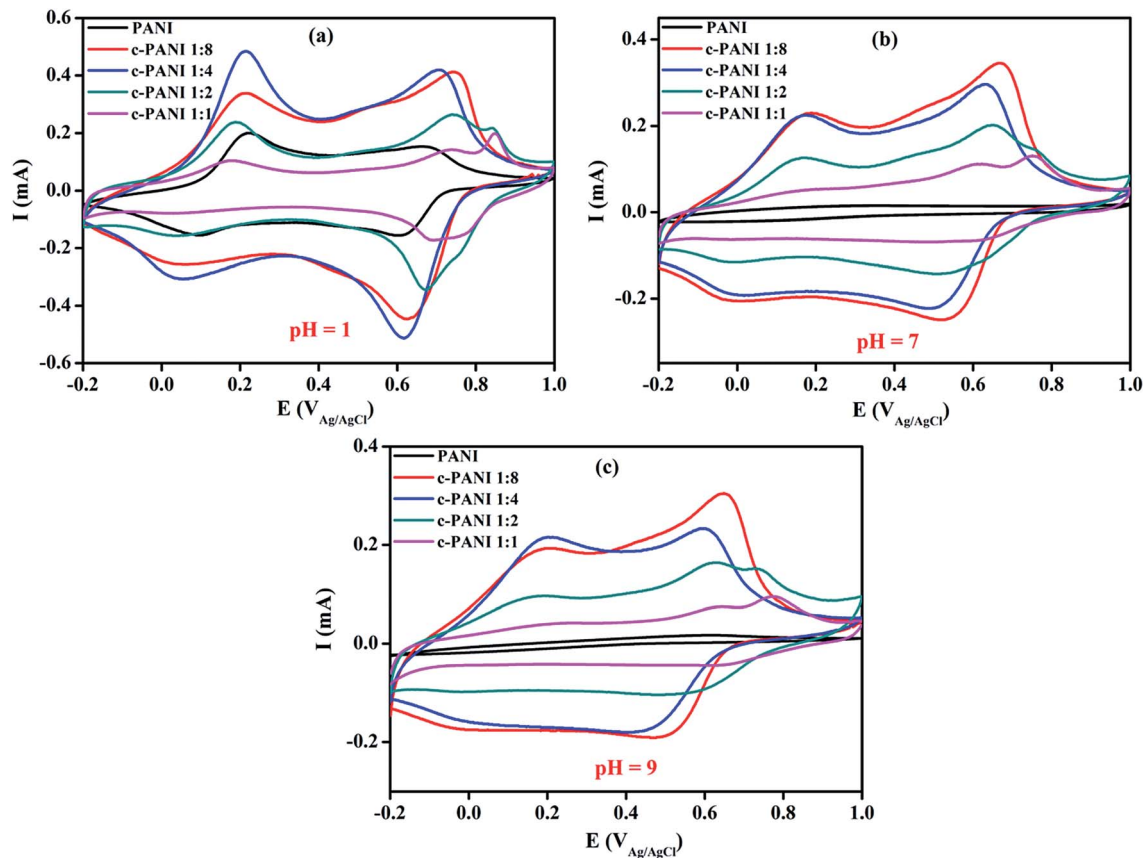 (a)
PANI
c-PANI 1:8
c-PANI 1:4
c-PANI 1:2
c-PANI 1:1
0.6
0.4
0.2
0.0
-0.2
-0.4
-0.6
I (mA)
pH = 1
-0.2 0.0 0.2 0.4 0.6 0.8 1.0
E (V Ag/AgCl)
(b)
PANI
c-PANI 1:8
c-PANI 1:4
c-PANI 1:2
c-PANI 1:1
0.4
0.2
0.0
-0.2
I (mA)
pH = 7
-0.2 0.0 0.2 0.4 0.6 0.8 1.0
E (V Ag/AgCl)
(c)
PANI
c-PANI 1:8
c-PANI 1:4
c-PANI 1:2
c-PANI 1:1
0.4
0.2
0.0
-0.2
I (mA)
pH = 9
-0.2 0.0 0.2 0.4 0.6 0.8 1.0
E (V Ag/AgCl)